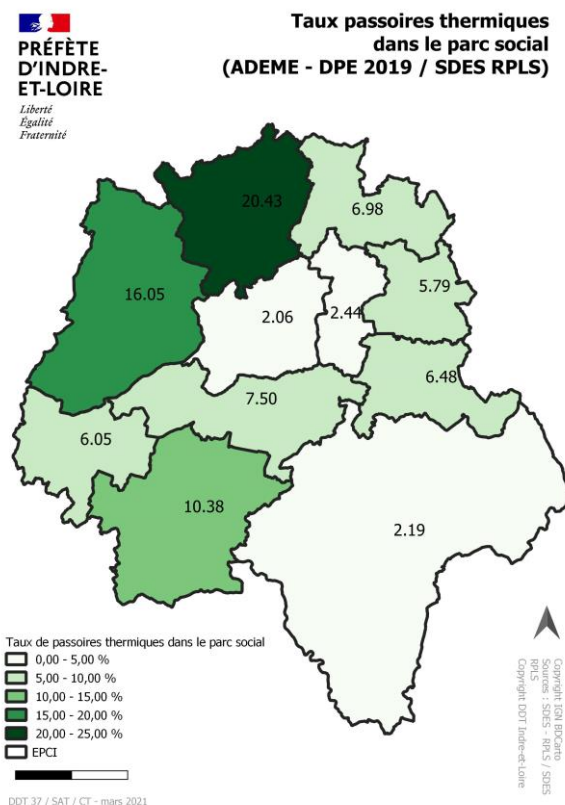 PRÉFÈTE
D'INDRE-
ET-LOIRE
Liberté
Égalité
Fraternité
Taux passoires thermiques
dans le parc social
(ADEME - DPE 2019 / SDES RPLS)
20.43
6.98
16.05
5.79
2.06
2.44
6.48
7.50
6.05
10.38
2.19
Taux de passoires thermiques dans le parc social
0,00 - 5,00 %
5,00 - 10,00 %
10,00 - 15,00 %
15,00 - 20,00 %
20,00 - 25,00 %
EPCI
DDT 37 / SAT / CT - mars 2021
Copyright IGN BDCarto
Sources : SDES - RPLS / SDES
RPLS
Copyright DDT Indre-et-Loire